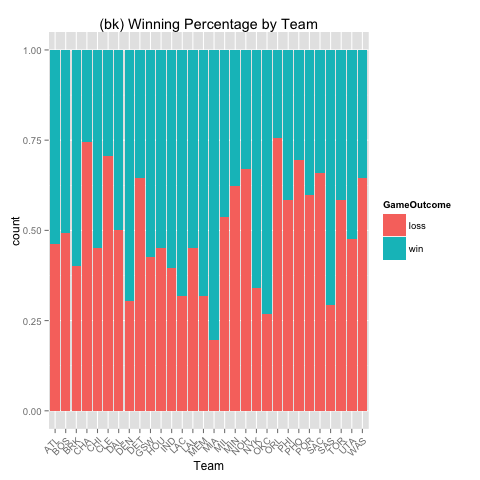 (bk) Winning Percentage by Team
1.00
0.75
0.50
0.25
0.00
count
ATL BOS BRK CHA CHI CLE DAL DEN DET GSW HOU IND LAC LAL MEM MIA MIL MIN NOH NYK OKC ORL PHI PHO POR SAC SAS TOR UTA WAS
Team
GameOutcome
loss
win